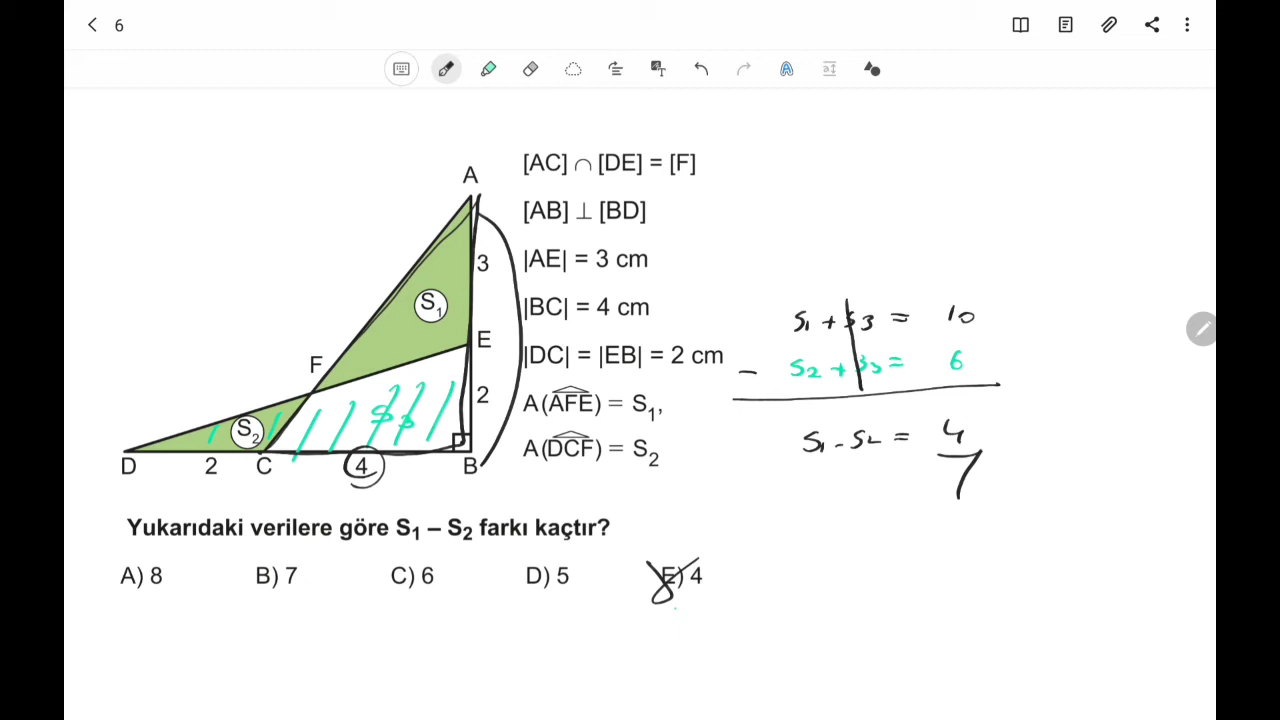 6
[AC] ∩ [DE] = [F]
[AB] ⊥ [BD]
|AE| = 3 cm
|BC| = 4 cm
|DC| = |EB| = 2 cm
A(AFE) = S₁,
A(DCF) = S₂
A
3
S₁
E
F
2
S₃
S₂
D
2
C
4
B
S₁ + S₃ = 10
- S₂ + S₃ = 6
S₁ - S₂ = 4
Yukarıdaki verilere göre S₁ – S₂ farkı kaçtır?
A) 8 B) 7 C) 6 D) 5 E) 4